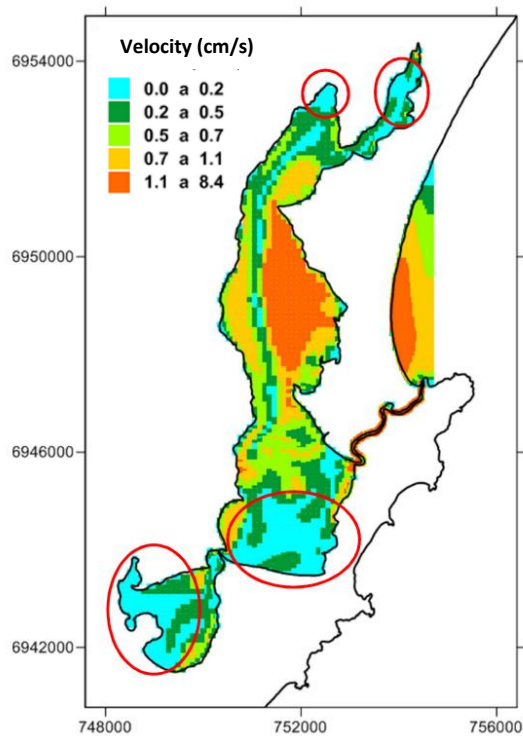 Velocity (cm/s)
0.0 a 0.2
0.2 a 0.5
0.5 a 0.7
0.7 a 1.1
1.1 a 8.4
6954000
6950000
6946000
6942000
748000 752000 756000